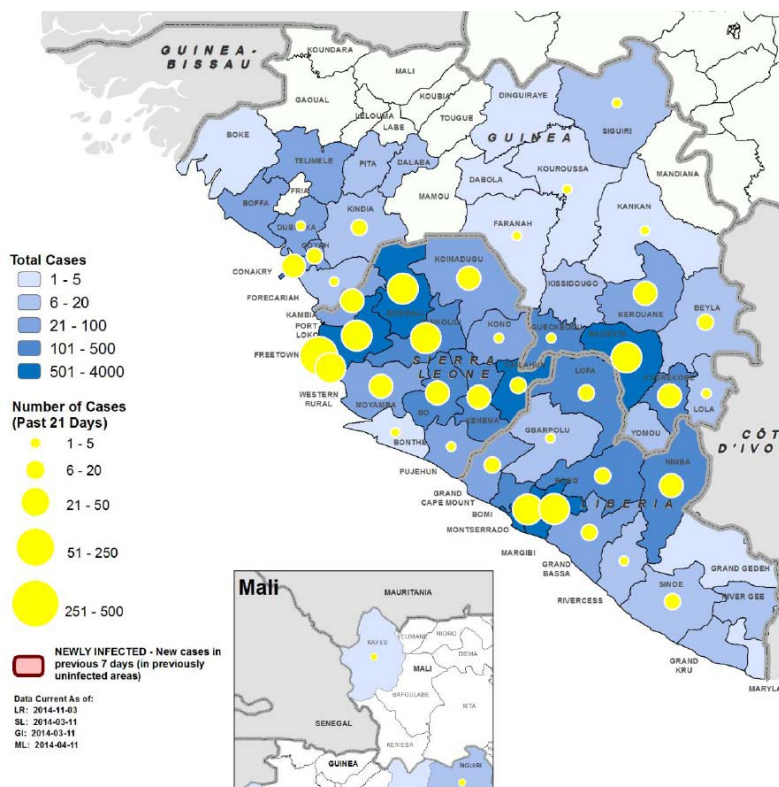 GUINEA-
BISSAU
KOUNDARA
MALI
GAOUAL
KOUBIA
LELOUMA
LABE
TOUGUE
DINGUIRAYE
GUINEA
SIGUIRI
BOKE
TELIMELE
PITA
DALABA
KOUROUSSA
DABOLA
MANDIANA
FRIA
MAMOU
BOFFA
KINDIA
KANKAN
FARANAH
CONAKRY
KOINADUGU
FORECARIAH
KISSIDOUGO
KEROUANE
BEYLA
KAMBIA
PORT
LOKO
KONO
FREETOWN
SIERRA
LEONE
LOFA
LOLA
WESTERN
RURAL
MOYAMBA
BO
KENEMA
YOMOU
CÔT
D'IVO
GBARPOLU
BONTHE
NIMBA
PUJEHUN
GRAND
CAPE MOUNT
BOMI
LIBERIA
MONTSERRADO
MARGIBI
GRAND
BASSA
GRAND GEDEH
RIVERCESS
SINOE
RIVER GEE
GRAND
KRU
MARYLA
Total Cases
1 - 5
6 - 20
21 - 100
101 - 500
501 - 4000
Number of Cases
(Past 21 Days)
1 - 5
6 - 20
21 - 50
51 - 250
251 - 500
NEWLY INFECTED - New cases in
previous 7 days (in previously
uninfected areas)
Data Current As of:
LR: 2014-11-03
SL: 2014-03-11
GI: 2014-03-11
ML: 2014-04-11
Mali
MAURITANIA
KAYES
NIORO
DIEMA
MALI
BAFOULABE
KITA
SENEGAL
KENIEBA
GUINEA
SIGUIRI